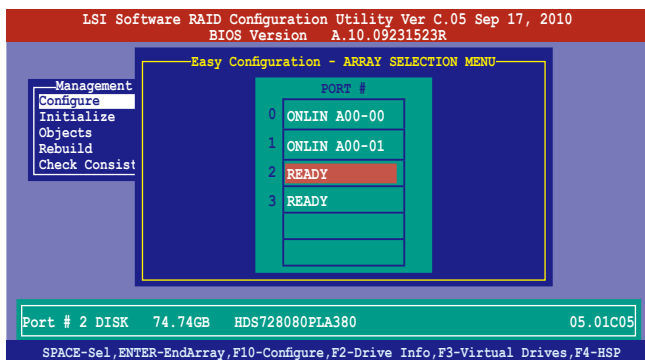 LSI Software RAID Configuration Utility Ver C.05 Sep 17, 2010
BIOS Version A.10.09231523R
Easy Configuration - ARRAY SELECTION MENU
Management
Configure
Initialize
Objects
Rebuild
Check Consist
PORT #
0 ONLIN A00-00
1 ONLIN A00-01
2 READY
3 READY
Port # 2 DISK 74.74GB HDS728080PLA380 05.01C05
SPACE-Sel,ENTER-EndArray,F10-Configure,F2-Drive Info,F3-Virtual Drives,F4-HSP